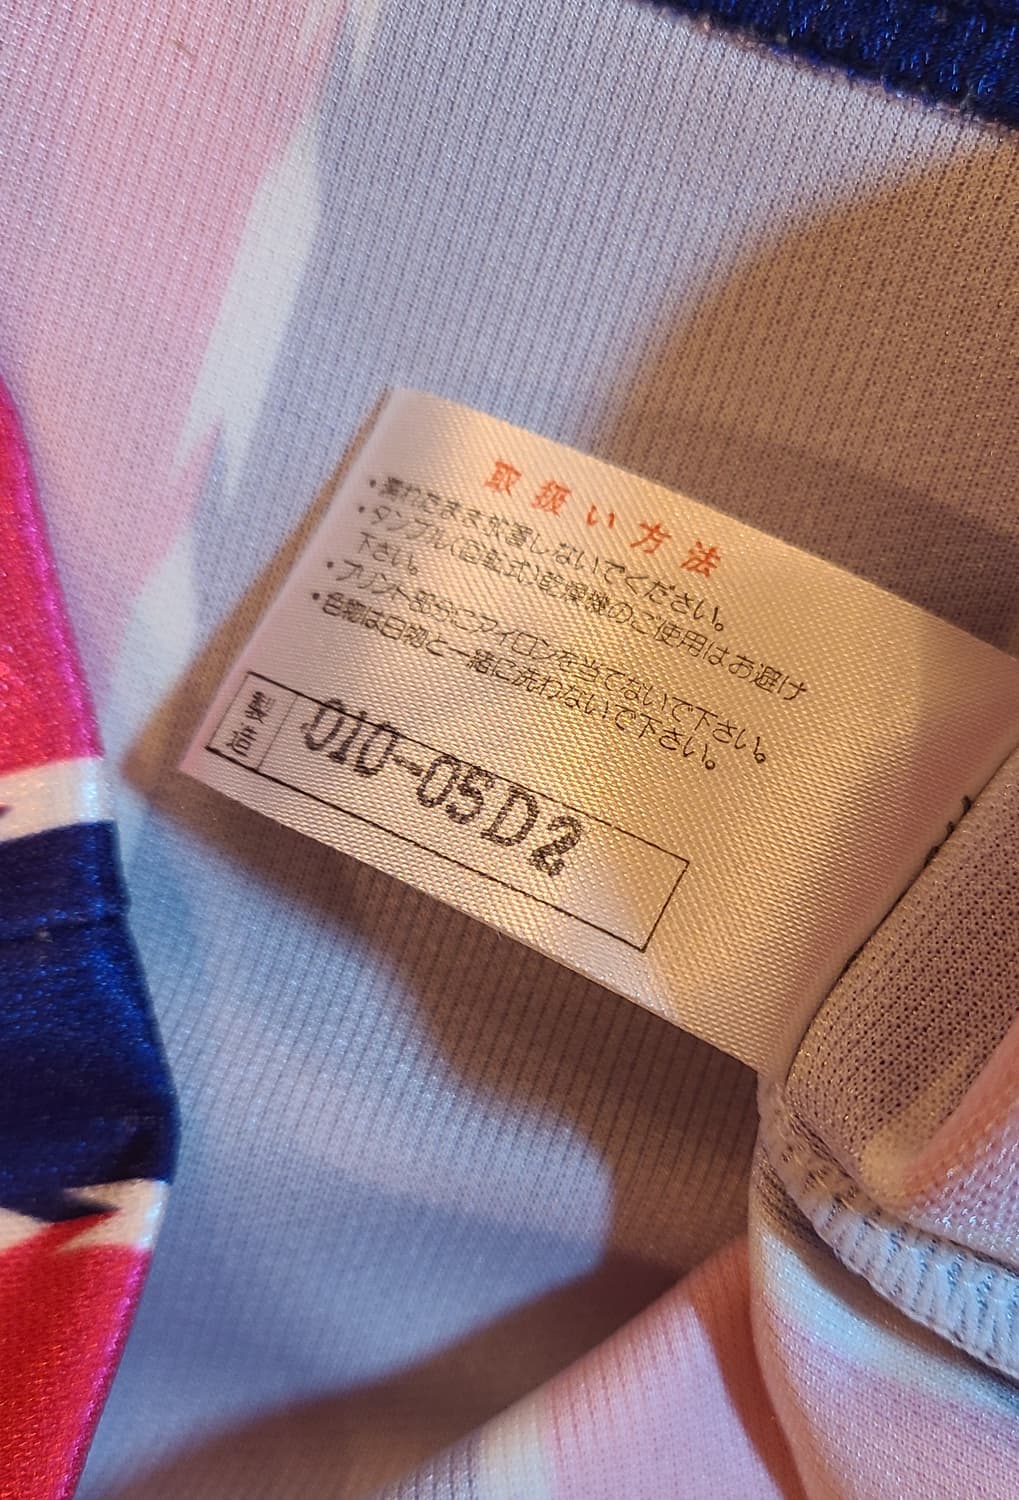 取扱い方法
・濡れたまま放置しないでください。
・タンブル(回転式)乾燥機のご使用はお避け
下さい。
・プリント部分にアイロンを当てないで下さい。
・色物は白物と一緒に洗わないで下さい。
製造 010-05D2